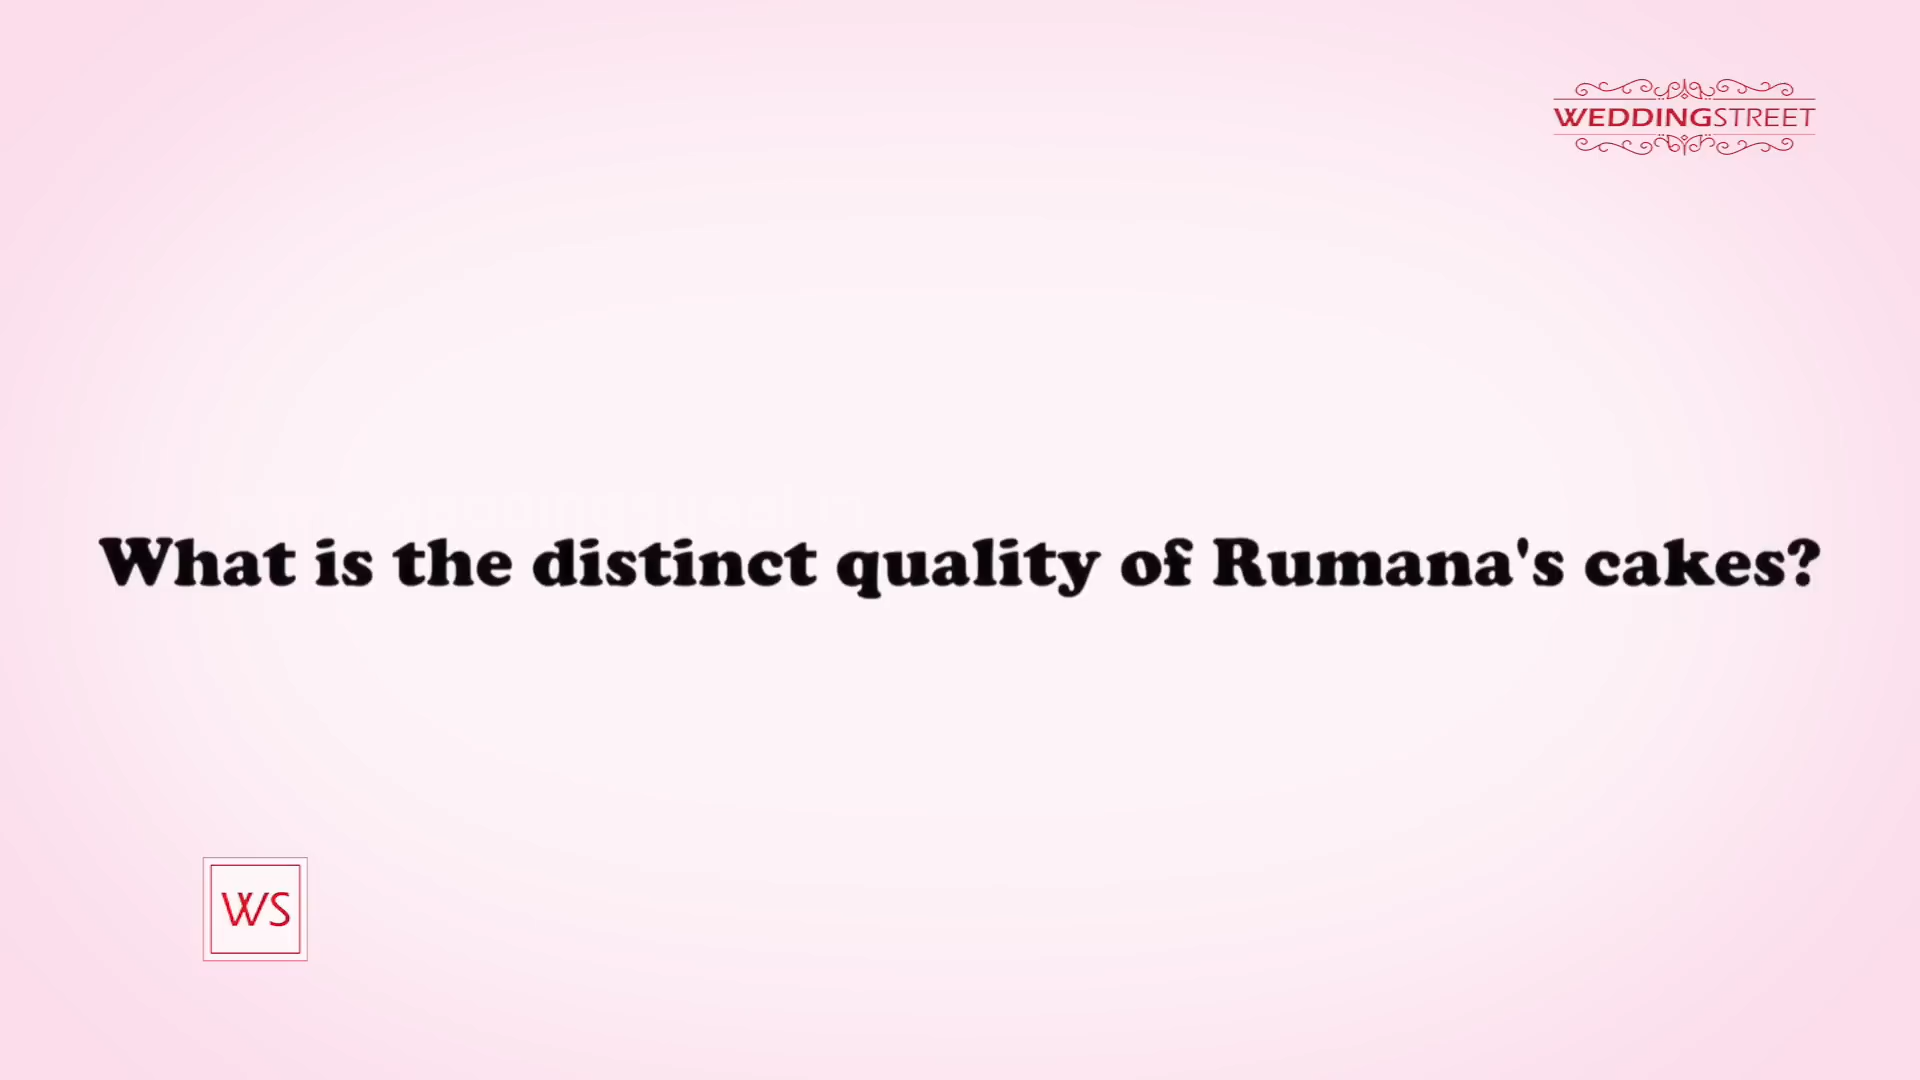 WEDDINGSTREET
What is the distinct quality of Rumana's cakes?
WS